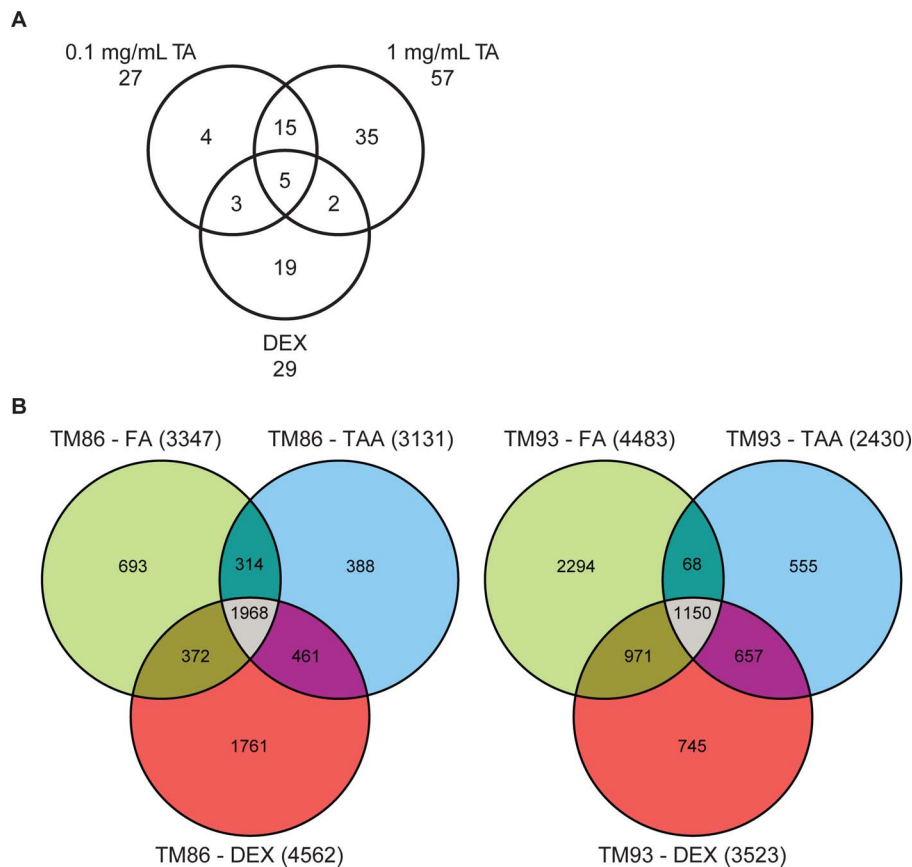 A
0.1 mg/mL TA
27
1 mg/mL TA
57
4
15
35
5
3
2
19
DEX
29
B
TM86 - FA (3347)
TM86 - TAA (3131)
693
314
388
1968
372
461
1761
TM86 - DEX (4562)
TM93 - FA (4483)
TM93 - TAA (2430)
2294
68
555
1150
971
657
745
TM93 - DEX (3523)